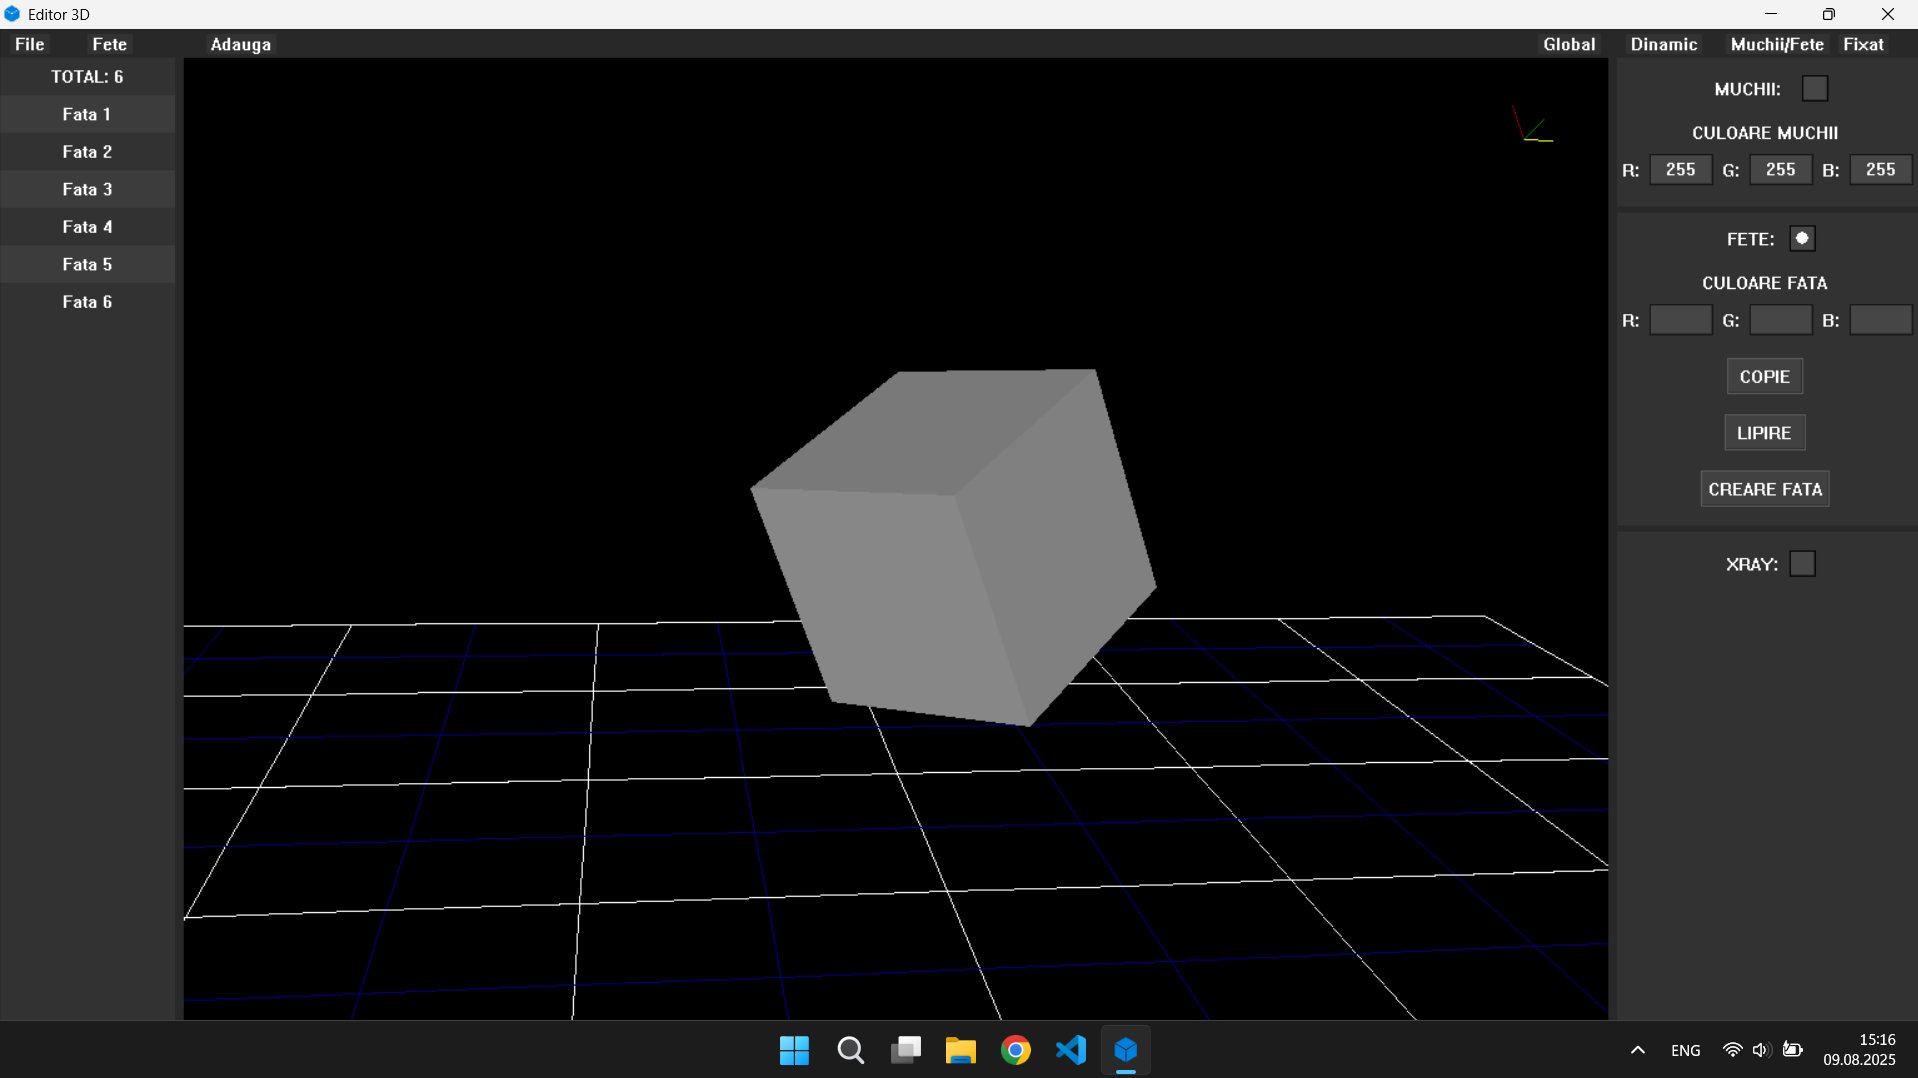 Editor 3D
File Fete Adauga Global Dinamic Muchii/Fete Fixat
TOTAL: 6
Fata 1
Fata 2
Fata 3
Fata 4
Fata 5
Fata 6
MUCHII:
CULOARE MUCHII
R: 255 G: 255 B: 255
FETE:
CULOARE FATA
R: G: B:
COPIE
LIPIRE
CREARE FATA
XRAY:
ENG
15:16
09.08.2025